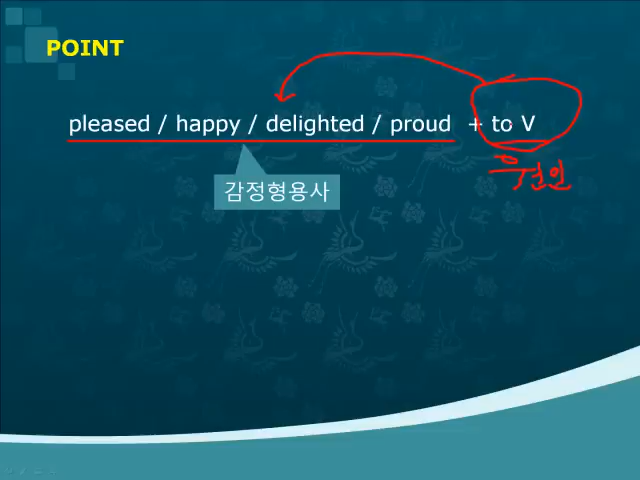 POINT
pleased / happy / delighted / proud + to V
원인
감정형용사